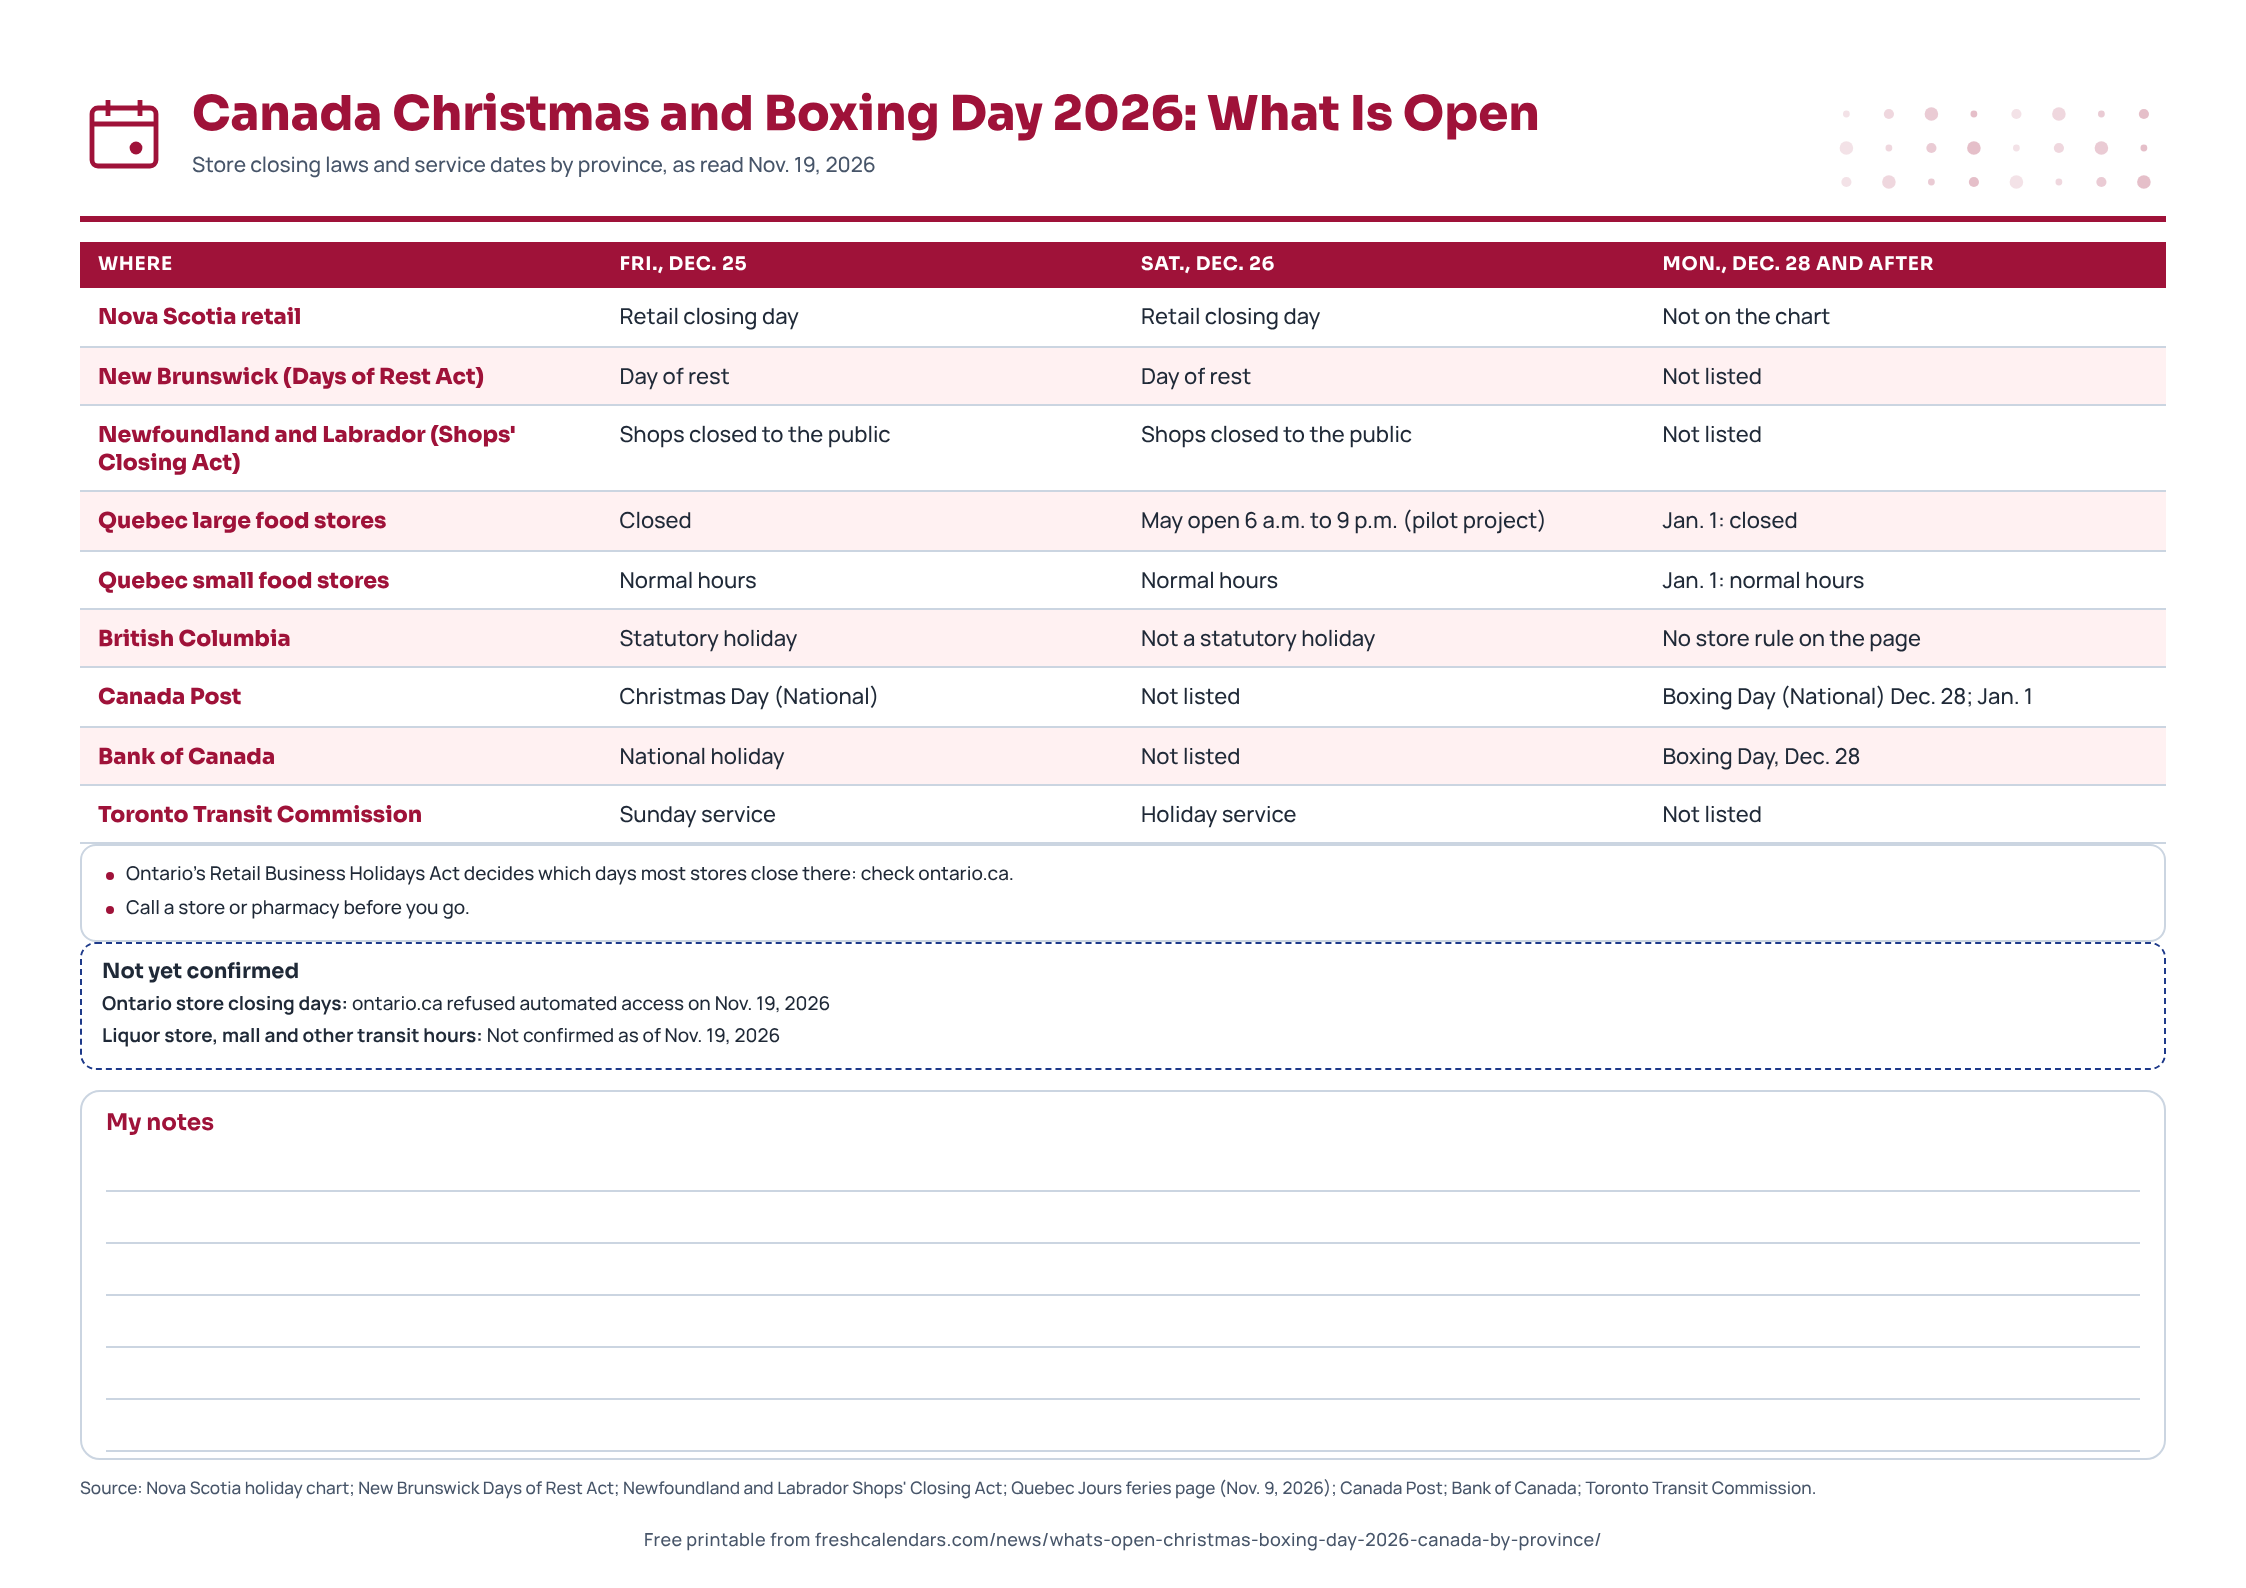 Canada Christmas and Boxing Day 2026: What Is Open
Store closing laws and service dates by province, as read Nov. 19, 2026
WHERE FRI., DEC. 25 SAT., DEC. 26 MON., DEC. 28 AND AFTER
Nova Scotia retail Retail closing day Retail closing day Not on the chart
New Brunswick (Days of Rest Act) Day of rest Day of rest Not listed
Newfoundland and Labrador (Shops' Shops closed to the public Shops closed to the public Not listed
Closing Act)
Quebec large food stores Closed May open 6 a.m. to 9 p.m. (pilot project) Jan. 1: closed
Quebec small food stores Normal hours Normal hours Jan. 1: normal hours
British Columbia Statutory holiday Not a statutory holiday No store rule on the page
Canada Post Christmas Day (National) Not listed Boxing Day (National) Dec. 28; Jan. 1
Bank of Canada National holiday Not listed Boxing Day, Dec. 28
Toronto Transit Commission Sunday service Holiday service Not listed
• Ontario's Retail Business Holidays Act decides which days most stores close there: check ontario.ca.
• Call a store or pharmacy before you go.
Not yet confirmed
Ontario store closing days: ontario.ca refused automated access on Nov. 19, 2026
Liquor store, mall and other transit hours: Not confirmed as of Nov. 19, 2026
My notes
Source: Nova Scotia holiday chart; New Brunswick Days of Rest Act; Newfoundland and Labrador Shops' Closing Act; Quebec Jours feries page (Nov. 9, 2026); Canada Post; Bank of Canada; Toronto Transit Commission.
Free printable from freshcalendars.com/news/whats-open-christmas-boxing-day-2026-canada-by-province/